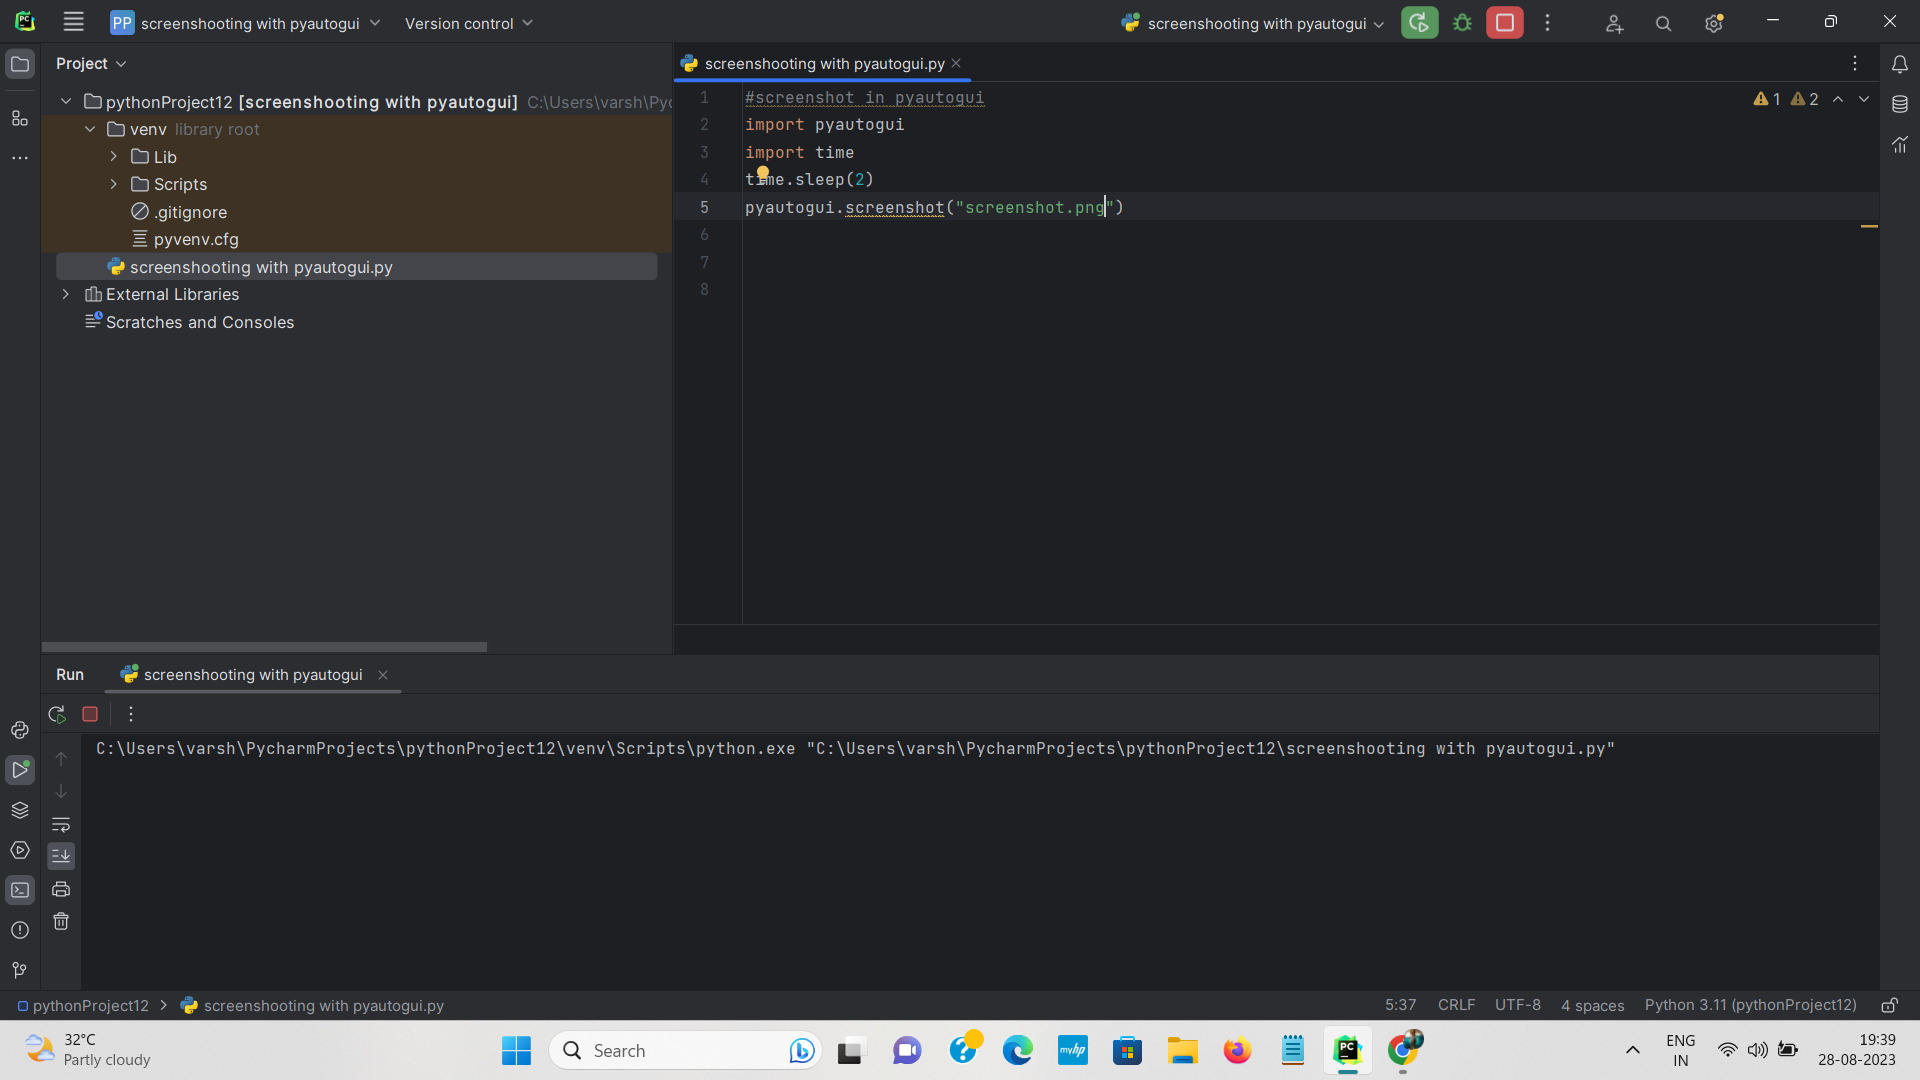 PP screenshooting with pyautogui Version control screenshooting with pyautogui
Project
pythonProject12 [screenshooting with pyautogui] C:\Users\varsh\Pyc
venv library root
Lib
Scripts
.gitignore
pyvenv.cfg
screenshooting with pyautogui.py
External Libraries
Scratches and Consoles
screenshooting with pyautogui.py
1 #screenshot in pyautogui
1 2
2 import pyautogui
3 import time
4 time.sleep(2)
5 pyautogui.screenshot("screenshot.png")
6
7
8
Run screenshooting with pyautogui
C:\Users\varsh\PycharmProjects\pythonProject12\venv\Scripts\python.exe "C:\Users\varsh\PycharmProjects\pythonProject12\screenshooting with pyautogui.py"
pythonProject12 screenshooting with pyautogui.py 5:37 CRLF UTF-8 4 spaces Python 3.11 (pythonProject12)
32°C
Partly cloudy
Search
myhp
PC
ENG
IN
19:39
28-08-2023